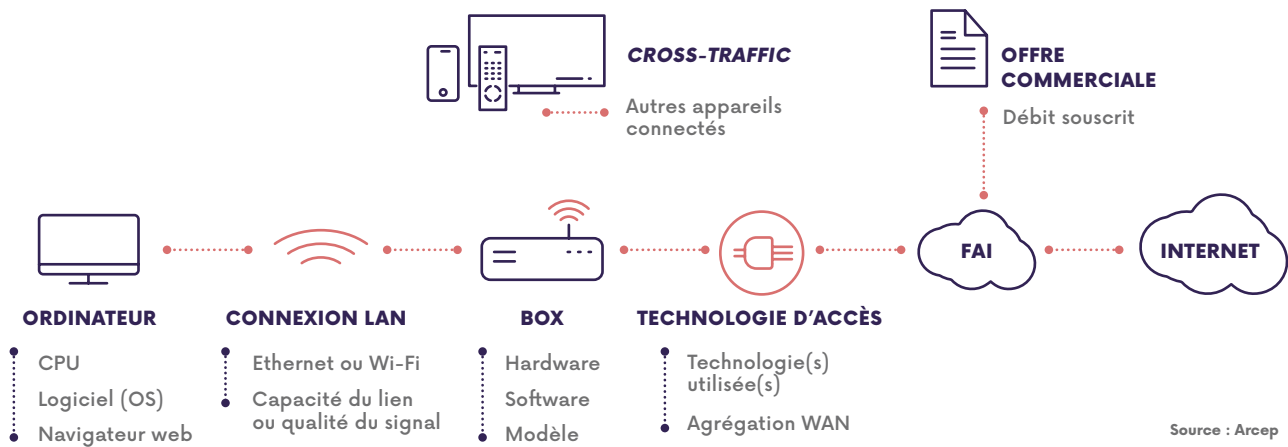 CROSS-TRAFFIC
Autres appareils
connectés
OFFRE
COMMERCIALE
Débit souscrit
FAI
INTERNET
ORDINATEUR
CPU
Logiciel (OS)
Navigateur web
CONNEXION LAN
Ethernet ou Wi-Fi
Capacité du lien
ou qualité du signal
BOX
Hardware
Software
Modèle
TECHNOLOGIE D'ACCÈS
Technologie(s)
utilisée(s)
Agrégation WAN
Source : Arcep